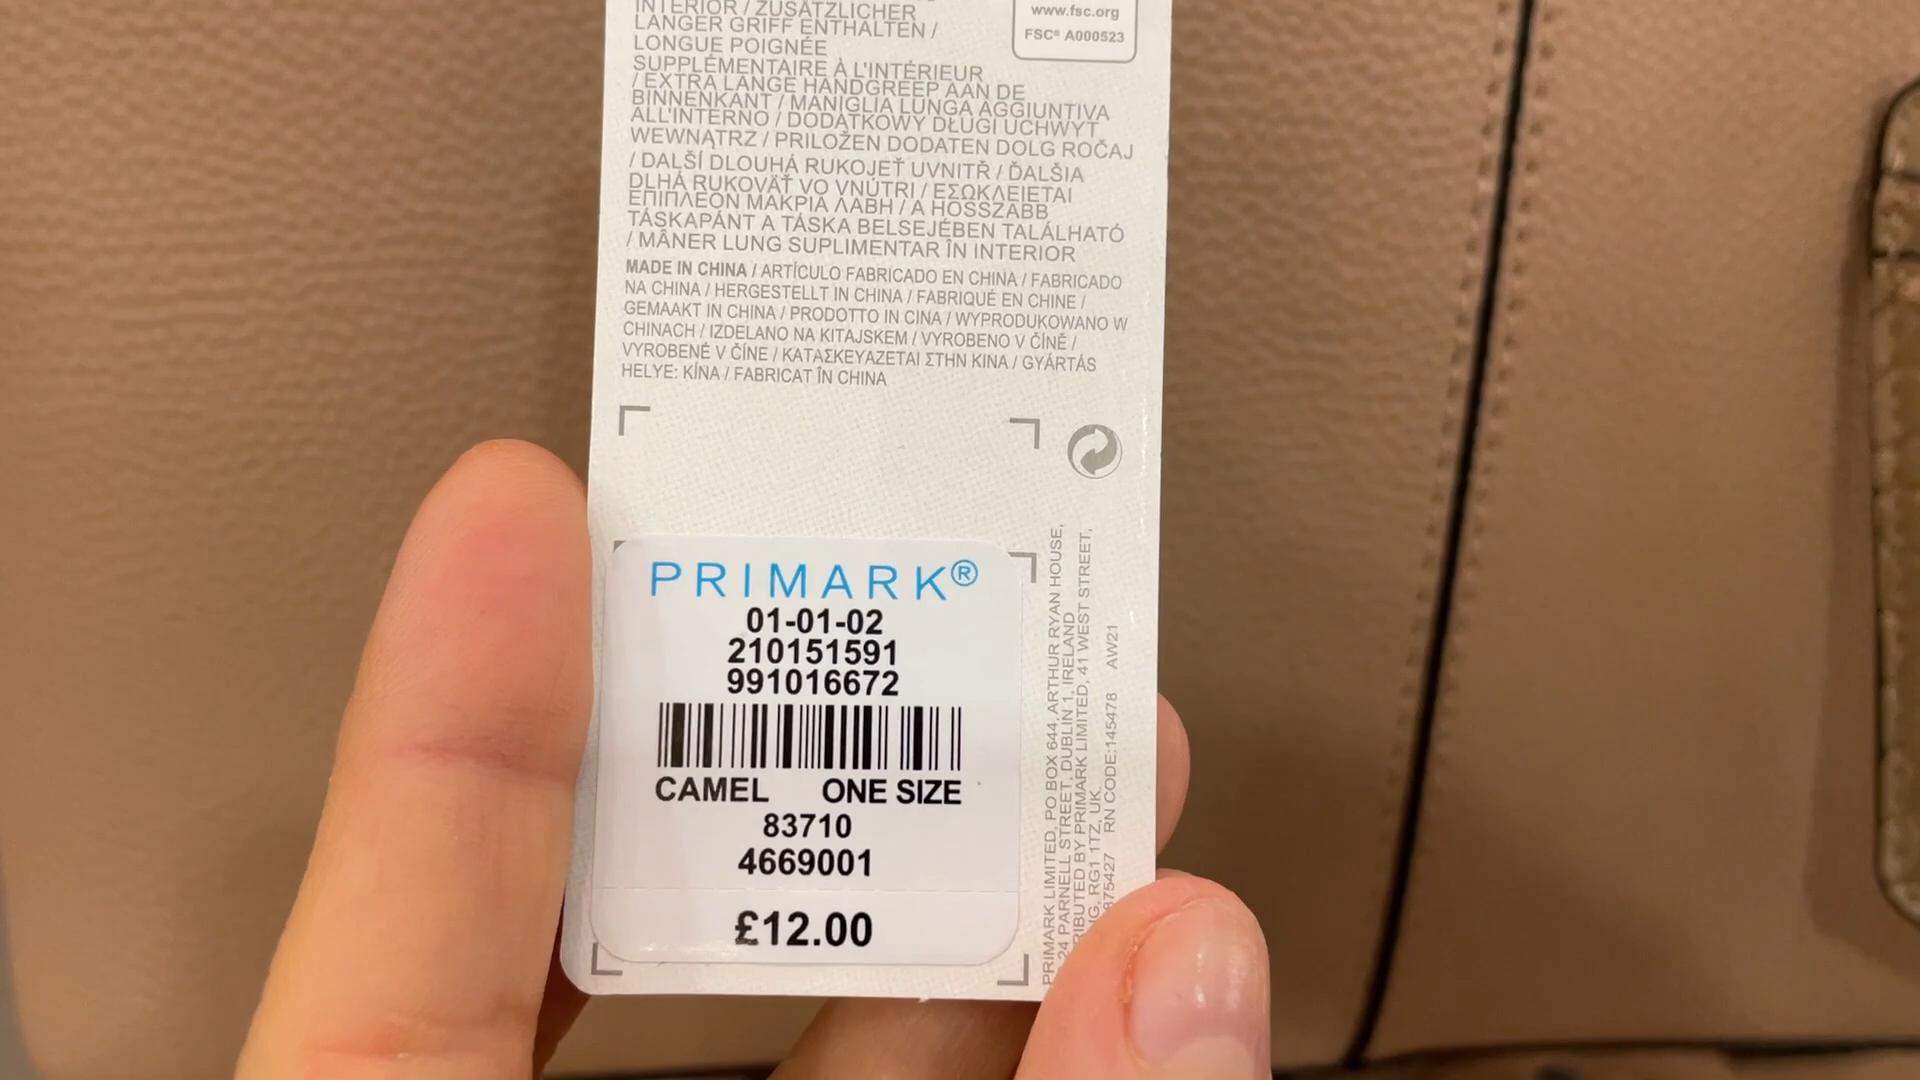 INTERIOR / ZUSÄTZLICHER
LANGER GRIFF ENTHALTEN /
LONGUE POIGNÉE
SUPPLÉMENTAIRE À L'INTÉRIEUR
/ EXTRA LANGE HANDGREEP AAN DE
BINNENKANT / MANIGLIA LUNGA AGGIUNTIVA
ALL'INTERNO / DODATKOWY DŁUGI UCHWYT
WEWNĄTRZ / PRILOŽEN DODATEN DOLG ROČAJ
/ DALŠÍ DLOUHÁ RUKOJEŤ UVNITŘ / ĎALŠIA
DLHÁ RUKOVÄŤ VO VNÚTRI / ΕΣΩΚΛΕΙΕΤΑΙ
ΕΠΙΠΛΕΟΝ ΜΑΚΡΙΑ ΛΑΒΗ / A HOSSZABB
TÁSKAPÁNT A TÁSKA BELSEJÉBEN TALÁLHATÓ
/ MÂNER LUNG SUPLIMENTAR ÎN INTERIOR
MADE IN CHINA / ARTÍCULO FABRICADO EN CHINA / FABRICADO
NA CHINA / HERGESTELLT IN CHINA / FABRIQUÉ EN CHINE /
GEMAAKT IN CHINA / PRODOTTO IN CINA / WYPRODUKOWANO W
CHINACH / IZDELANO NA KITAJSKEM / VYROBENO V ČÍNĚ /
VYROBENÉ V ČÍNE / ΚΑΤΑΣΚΕΥΑΖΕΤΑΙ ΣΤΗΝ ΚΙΝΑ / GYÁRTÁS
HELYE: KÍNA / FABRICAT ÎN CHINA
www.fsc.org
FSC® A000523
PRIMARK®
01-01-02
210151591
991016672
CAMEL ONE SIZE
83710
4669001
£12.00
PRIMARK LIMITED, PO BOX 644, ARTHUR RYAN HOUSE,
24 PARNELL STREET, DUBLIN 1, IRELAND
BY PRIMARK LIMITED, 41 WEST STREET,
RG1 1TZ, UK
RN CODE:145478 AW21